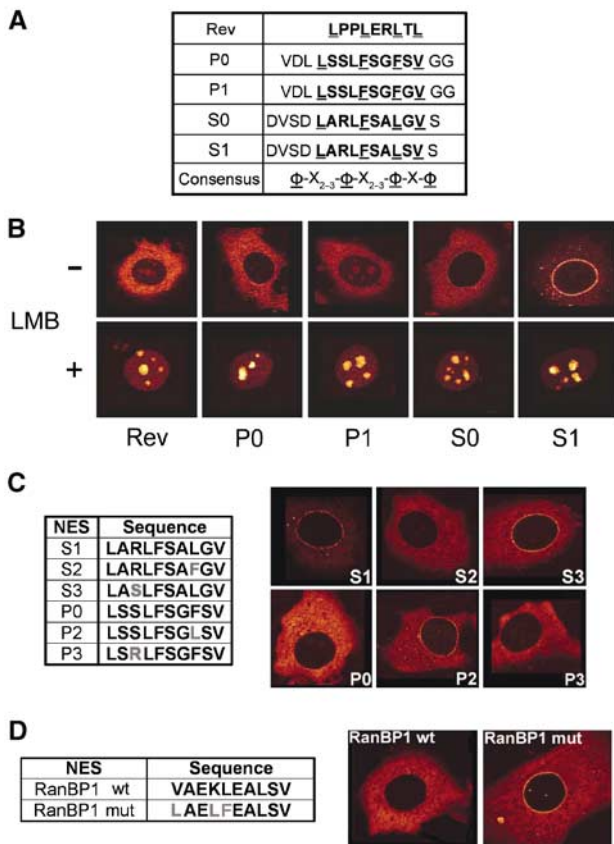 A
Rev LPPLERLTL
P0 VDL LSSLFSGFSV GG
P1 VDL LSSLFSGFGV GG
S0 DVSD LARLFSALGV S
S1 DVSD LARLFSALSV S
Consensus Φ-X2-3-Φ-X2-3-Φ-X-Φ
B
−
LMB
+
Rev P0 P1 S0 S1
C
NES Sequence
S1 LARLFSALGV
S2 LARLFSAFGV
S3 LASLFSALGV
P0 LSSLFSGFSV
P2 LSSLFSGLSV
P3 LSRLFSGFSV
S1 S2 S3
P0 P2 P3
D
NES Sequence
RanBP1 wt VAEKLEALSV
RanBP1 mut LAELFEALSV
RanBP1 wt RanBP1 mut